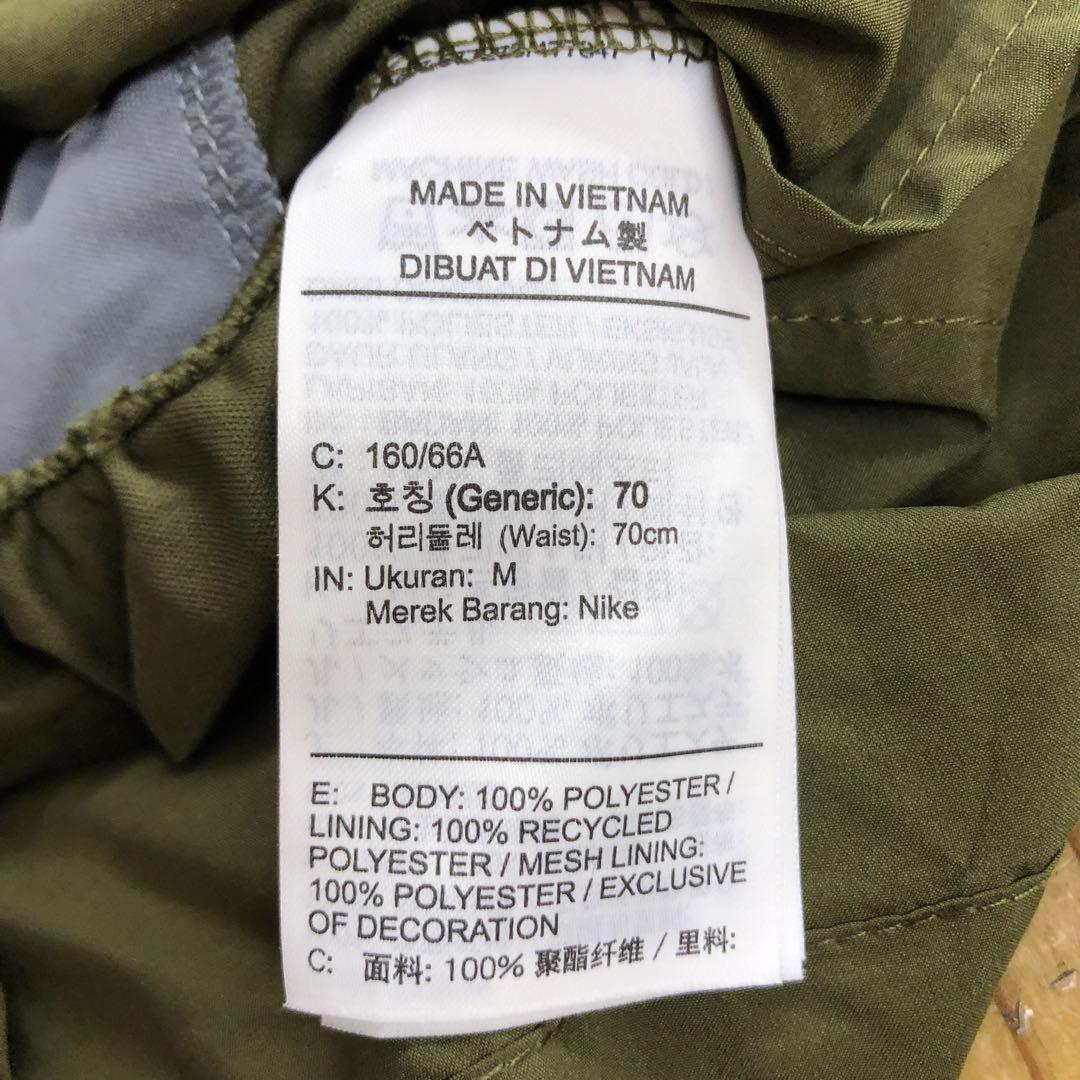 MADE IN VIETNAM
ベトナム製
DIBUAT DI VIETNAM
C: 160/66A
K: 호칭 (Generic): 70
허리둘레 (Waist): 70cm
IN: Ukuran: M
Merek Barang: Nike
E: BODY: 100% POLYESTER /
LINING: 100% RECYCLED
POLYESTER / MESH LINING:
100% POLYESTER / EXCLUSIVE
OF DECORATION
C: 面料: 100% 聚酯纤维 / 里料: